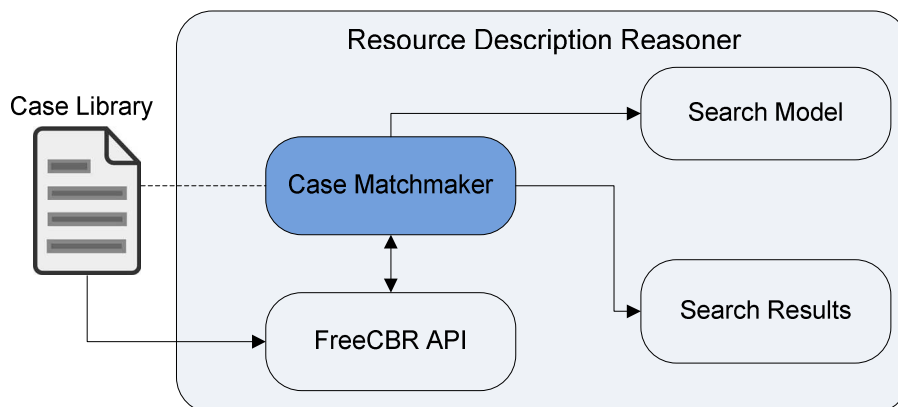 Resource Description Reasoner
Case Library
Search Model
Case Matchmaker
Search Results
FreeCBR API